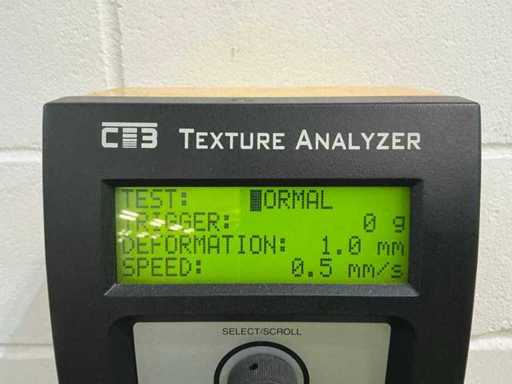 CT3 TEXTURE ANALYZER
TEST: NORMAL
TRIGGER: 0 g
DEFORMATION: 1.0 mm
SPEED: 0.5 mm/s
SELECT/SCROLL